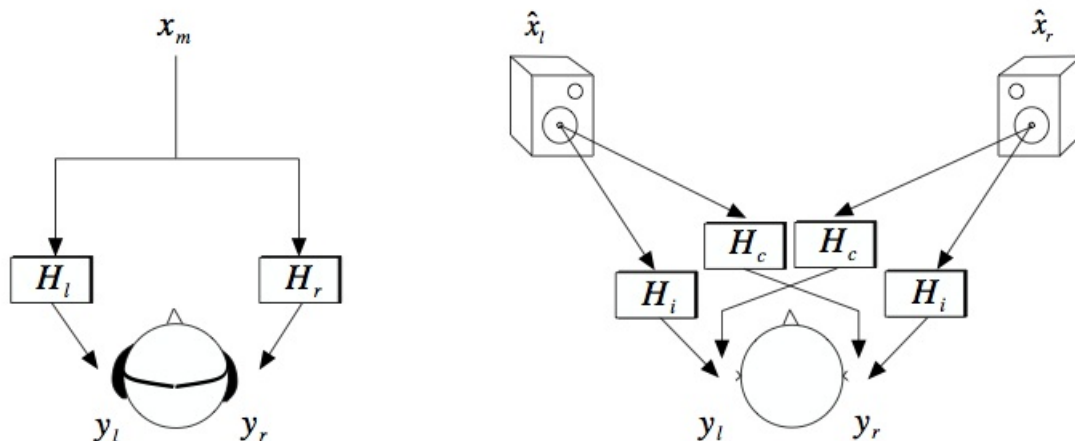 x_m
H_l
H_r
y_l
y_r
x̂_l
x̂_r
H_c
H_c
H_i
H_i
y_l
y_r